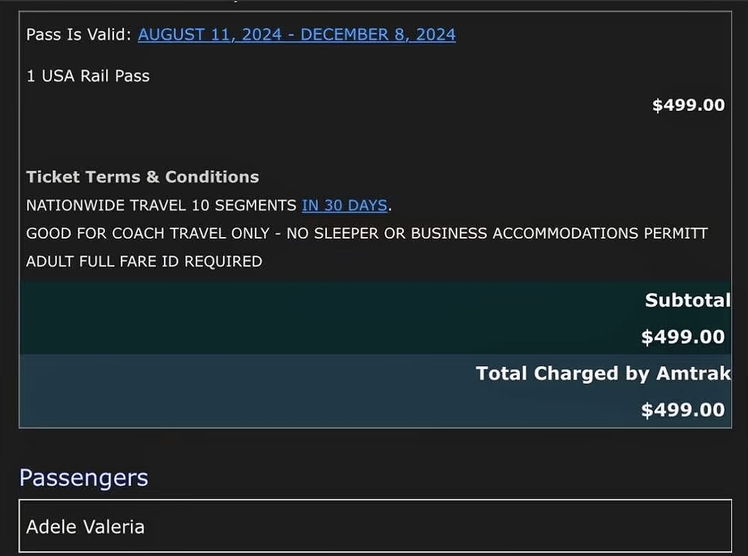 Pass Is Valid: AUGUST 11, 2024 - DECEMBER 8, 2024
1 USA Rail Pass
$499.00
Ticket Terms & Conditions
NATIONWIDE TRAVEL 10 SEGMENTS IN 30 DAYS.
GOOD FOR COACH TRAVEL ONLY - NO SLEEPER OR BUSINESS ACCOMMODATIONS PERMITT
ADULT FULL FARE ID REQUIRED
Subtotal
$499.00
Total Charged by Amtrak
$499.00
Passengers
Adele Valeria